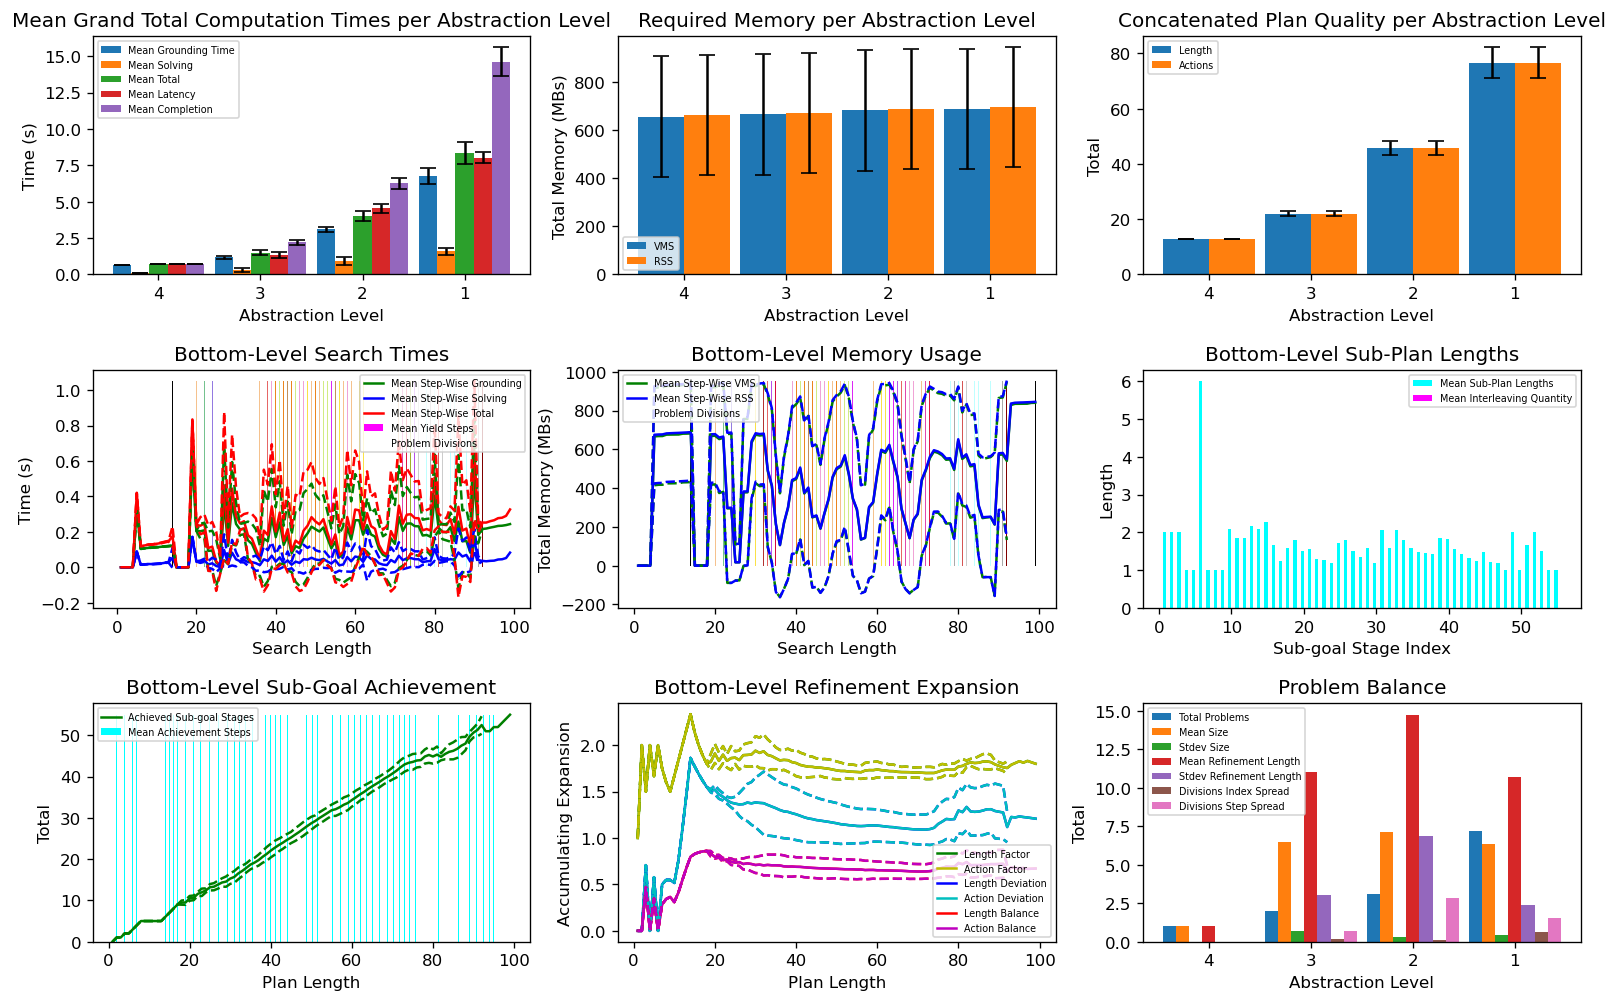 Mean Grand Total Computation Times per Abstraction Level
Time (s)
15.0
12.5
10.0
7.5
5.0
2.5
0.0
Mean Grounding Time
Mean Solving
Mean Total
Mean Latency
Mean Completion
4 3 2 1
Abstraction Level
Required Memory per Abstraction Level
Total Memory (MBs)
800
600
400
200
0
VMS
RSS
4 3 2 1
Abstraction Level
Concatenated Plan Quality per Abstraction Level
Total
80
60
40
20
0
Length
Actions
4 3 2 1
Abstraction Level
Bottom-Level Search Times
Time (s)
1.0
0.8
0.6
0.4
0.2
0.0
−0.2
Mean Step-Wise Grounding
Mean Step-Wise Solving
Mean Step-Wise Total
Mean Yield Steps
Problem Divisions
0 20 40 60 80 100
Search Length
Bottom-Level Memory Usage
Total Memory (MBs)
1000
800
600
400
200
0
−200
Mean Step-Wise VMS
Mean Step-Wise RSS
Problem Divisions
0 20 40 60 80 100
Search Length
Bottom-Level Sub-Plan Lengths
Length
6
5
4
3
2
1
0
Mean Sub-Plan Lengths
Mean Interleaving Quantity
0 10 20 30 40 50
Sub-goal Stage Index
Bottom-Level Sub-Goal Achievement
Total
50
40
30
20
10
0
Achieved Sub-goal Stages
Mean Achievement Steps
0 20 40 60 80 100
Plan Length
Bottom-Level Refinement Expansion
Accumulating Expansion
2.0
1.5
1.0
0.5
0.0
Length Factor
Action Factor
Length Deviation
Action Deviation
Length Balance
Action Balance
0 20 40 60 80 100
Plan Length
Problem Balance
Total
15.0
12.5
10.0
7.5
5.0
2.5
0.0
Total Problems
Mean Size
Stdev Size
Mean Refinement Length
Stdev Refinement Length
Divisions Index Spread
Divisions Step Spread
4 3 2 1
Abstraction Level